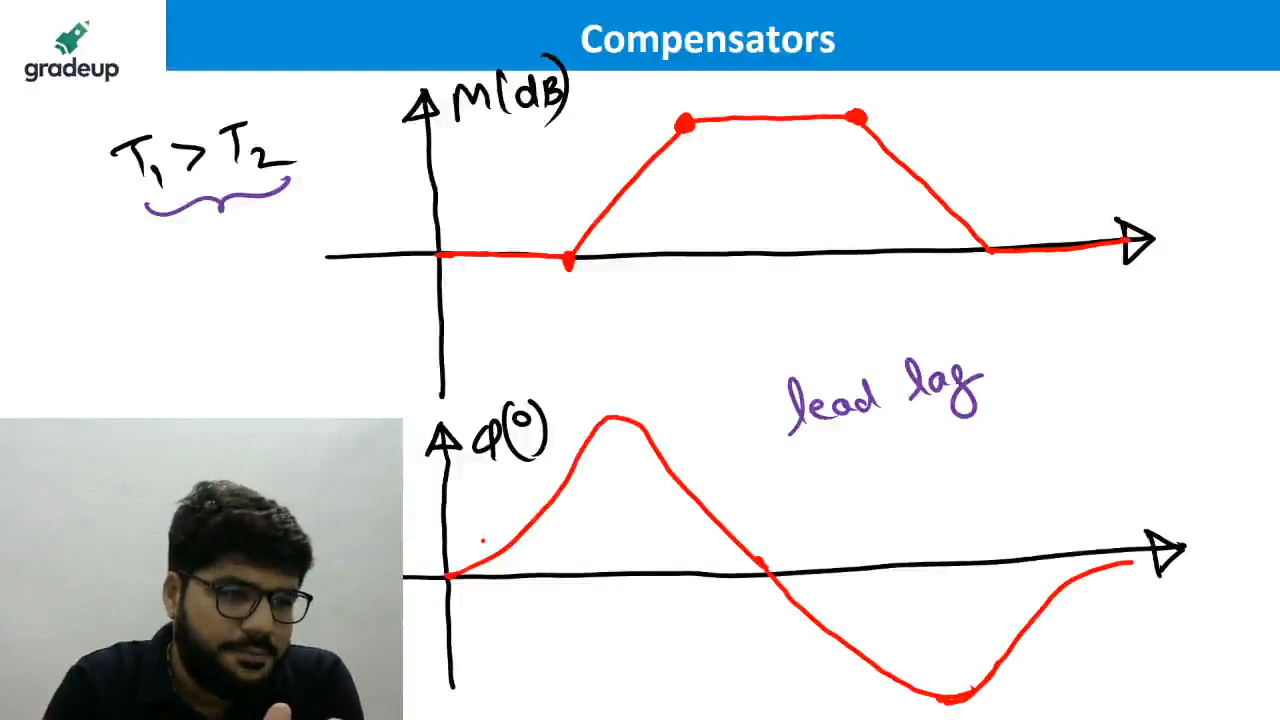 gradeup
Compensators
M(dB)
T₁ > T₂
lead lag
φ(°)